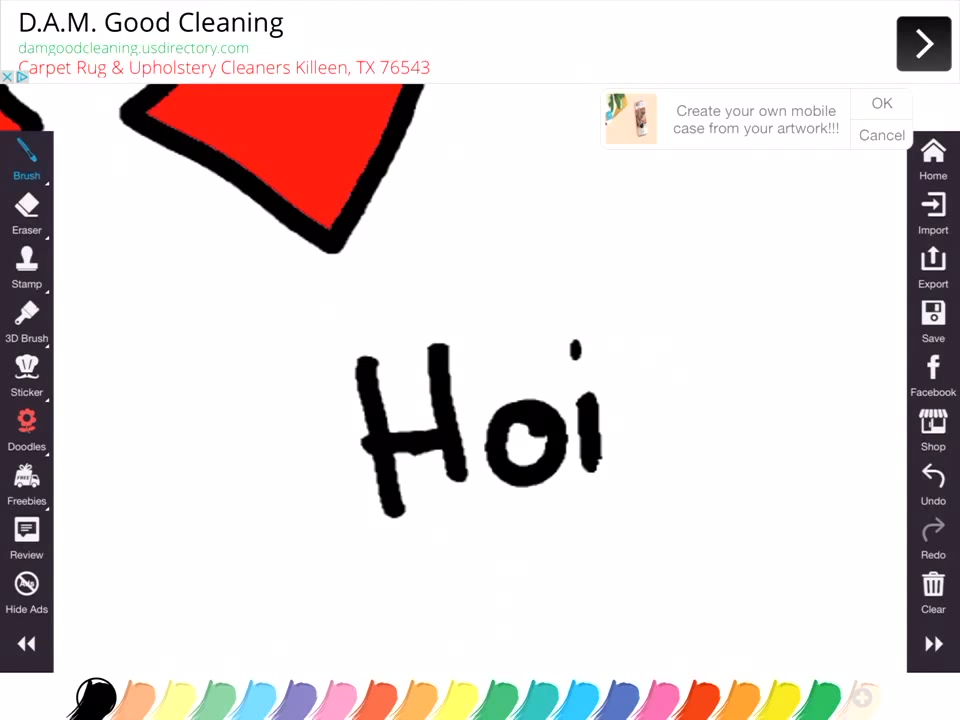 D.A.M. Good Cleaning
damgoodcleaning.usdirectory.com
Carpet Rug & Upholstery Cleaners Killeen, TX 76543
Create your own mobile
case from your artwork!!!
OK
Cancel
Brush
Eraser
Stamp
3D Brush
Sticker
Doodles
FREE
Freebies
Review
Ads
Hide Ads
Hoi
Home
Import
Export
Save
Facebook
Shop
Undo
Redo
Clear